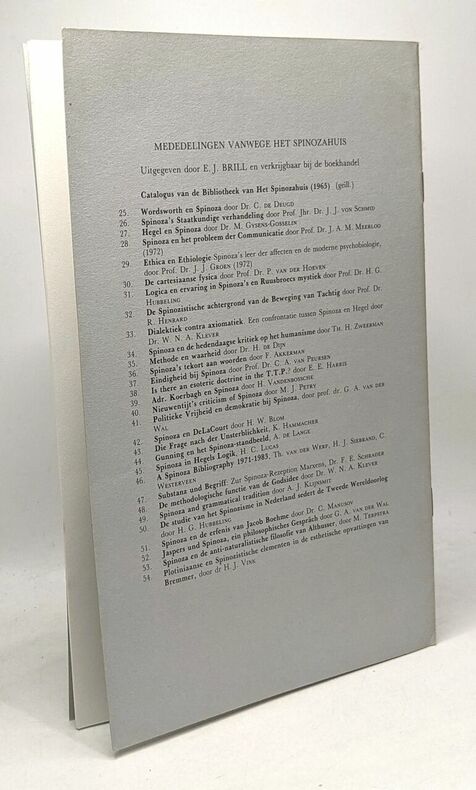 MEDEDELINGEN VANWEGE HET SPINOZAHUIS
Uitgegeven door E. J. BRILL en verkrijgbaar bij de boekhandel
Catalogus van de Bibliotheek van Het Spinozahuis (1965) (geïll.)
25. Wordsworth en Spinoza door Dr. C. DE DEUGD
26. Spinoza's Staatkundige verhandeling door Prof. Jhr. Dr. J. J. VON SCHMID
27. Hegel en Spinoza door Dr. M. GYSENS-GOSSELIN
28. Spinoza en het probleem der Communicatie door Prof. Dr. J. A. M. MEERLOO
(1972)
29. Ethica en Ethiologie Spinoza's leer der affecten en de moderne psychobiologie,
door Prof. Dr. J. J. GROEN (1972)
30. De cartesiaanse fysica door Prof. Dr. P. VAN DER HOEVEN
31. Logica en ervaring in Spinoza's en Ruusbroecs mystiek door Prof. Dr. H. G.
HUBBELING
32. De Spinozistische achtergrond van de Beweging van Tachtig door Prof. Dr.
R. HENRARD
33. Dialektiek contra axiomatiek. Een confrontatie tussen Spinoza en Hegel door
Dr. W. N. A. KLEVER
34. Spinoza en de hedendaagse kritiek op het humanisme door TH. H. ZWEERMAN
35. Methode en waarheid door Dr. H. DE DIJN
36. Spinoza's tekort aan woorden door F. AKKERMAN
37. Eindigheid bij Spinoza door Prof. Dr. C. A. VAN PEURSEN
38. Is there an esoteric doctrine in the T.T.P.? door E. E. HARRIS
39. Adr. Koerbagh en Spinoza door H. VANDENBOSSCHE
40. Nieuwentijt's criticism of Spinoza door M. J. PETRY
41. Politieke Vrijheid en demokratie bij Spinoza, door prof. dr. G. A. VAN DER
WAL
42. Spinoza en DeLaCourt door H. W. BLOM
43. Die Frage nach der Unsterblichkeit, K. HAMMACHER
44. Gunning en het Spinoza-standbeeld, A. DE LANGE
45. Spinoza in Hegels Logik, H. C. LUCAS
46. A Spinoza Bibliography 1971-1983, TH. VAN DER WERF, H. J. SIEBRAND, C.
WESTERVEEN
47. Substanz und Begriff: Zur Spinoza-Rezeption Marxens, Dr. F. E. SCHRADER
48. De methodologische functie van de Godsidee door Dr. W. N. A. KLEVER
49. Spinoza and grammatical tradition door A. J. KLIJNSMIT
50. De studie van het Spinozisme in Nederland sedert de Tweede Wereldoorlog
door H. G. HUBBELING
51. Spinoza en de erfenis van Jacob Boehme door Dr. C. MANUSOV
52. Jaspers und Spinoza, ein philosophisches Gespräch door G. A. VAN DER WAL
53. Spinoza en de anti-naturalistische filosofie van Althusser, door M. TERPSTRA
54. Plotiniaanse en Spinozistische elementen in de esthetische opvattingen van
Bremmer, door dr H. J. VINK